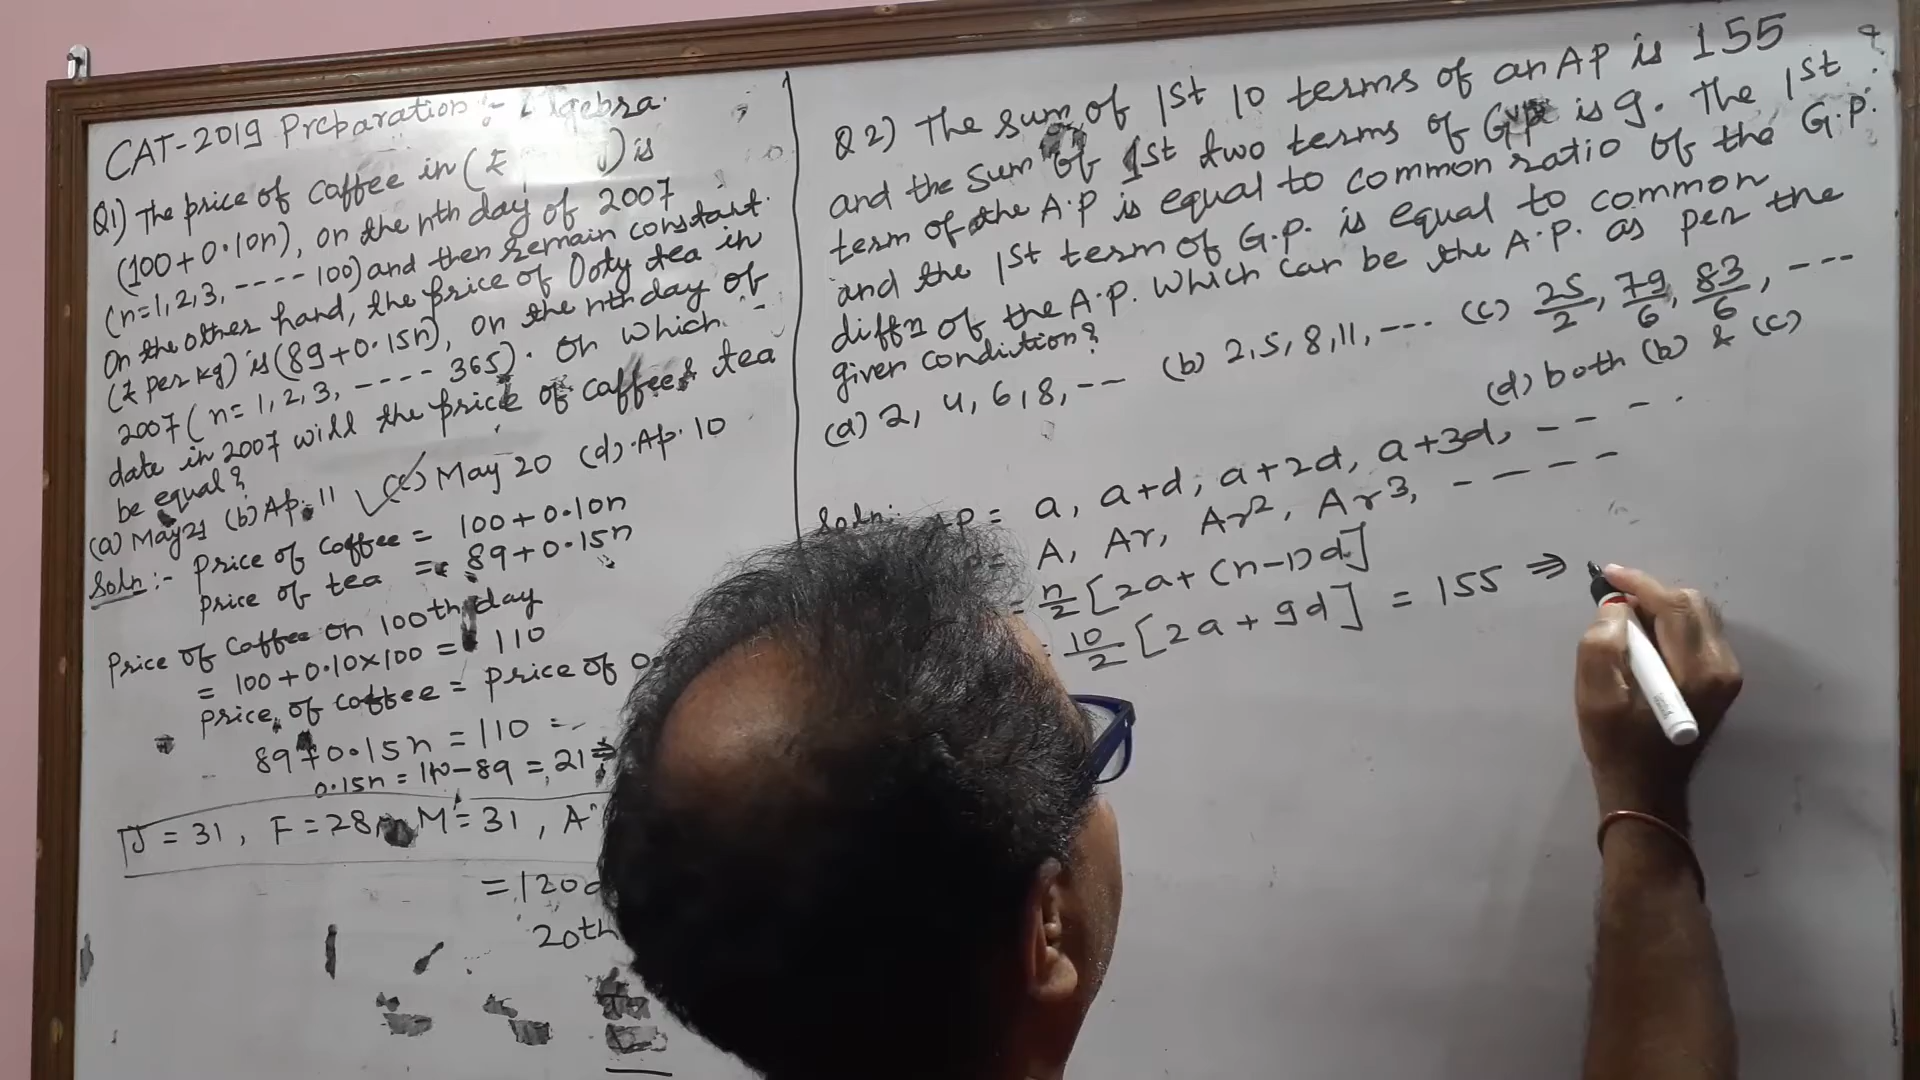 CAT-2019 Preparation :- Algebra.
Q1) The price of caffee in (₹ ) is
(100+0.10n), on the nth day of 2007
(n=1,2,3, ---- 100) and then remain constant.
On the other hand, the price of Ooty tea in
(₹ per kg) is (89+0.15n), on the nth day of
2007 (n= 1,2,3, ---- 365). On which
date in 2007 will the price of caffee & tea
be equal?
(a) May 21 (b) Ap. 11 (c) May 20 (d) Ap. 10
Soln :- Price of Coffee = 100+0.10n
Price of tea = 89+0.15n
Price of Coffee on 100th day
= 100+0.10×100 = 110
Price of Coffee = Price of
89+0.15n = 110
0.15n = 110-89 = 21 ⇒
J = 31, F = 28, M = 31, A
= 120
20th
Q2) The sum of 1st 10 terms of an AP is 155
and the sum of 1st two terms of GP is 9. The 1st
term of the A.P is equal to common ratio of the G.P.
and the 1st term of G.P. is equal to common
diffn of the A.P. Which can be the A.P. as per the
given condition?
(a) 2, 4, 6, 8, -- (b) 2, 5, 8, 11, --- (c) 25/2, 79/6, 83/6, ---
(d) both (b) & (c)
Soln: AP = a, a+d, a+2d, a+3d, ----
= A, Ar, Ar², Ar³, ----
= n/2 [2a+(n-1)d]
10/2 [2a+9d] = 155 ⇒